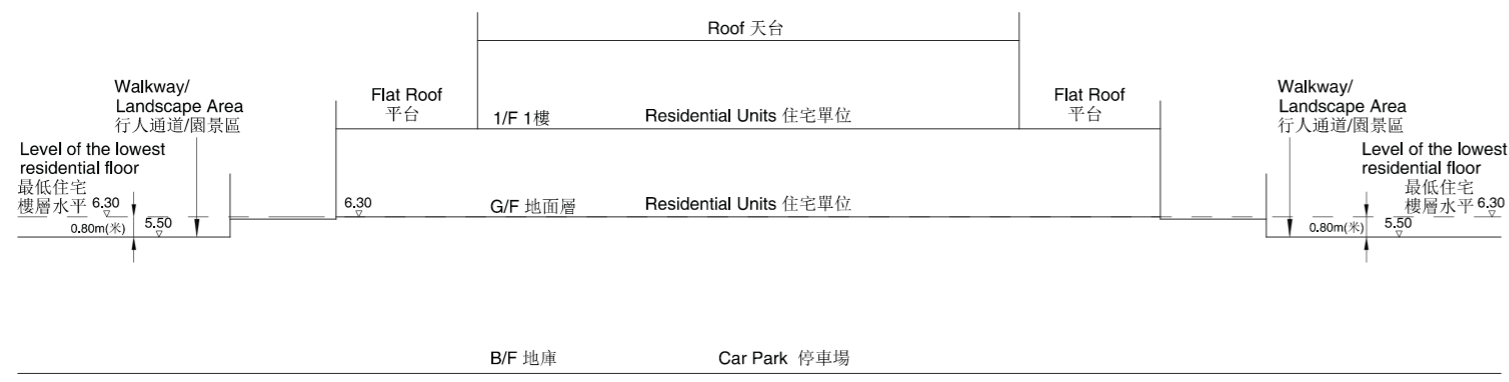 Roof 天台
Walkway/
Landscape Area
行人通道/園景區
Flat Roof
平台
1/F 1樓
Residential Units 住宅單位
Flat Roof
平台
Walkway/
Landscape Area
行人通道/園景區
Level of the lowest
residential floor
最低住宅
樓層水平 6.30
0.80m(米) 5.50
6.30
G/F 地面層
Residential Units 住宅單位
Level of the lowest
residential floor
最低住宅
樓層水平 6.30
0.80m(米) 5.50
B/F 地庫
Car Park 停車場